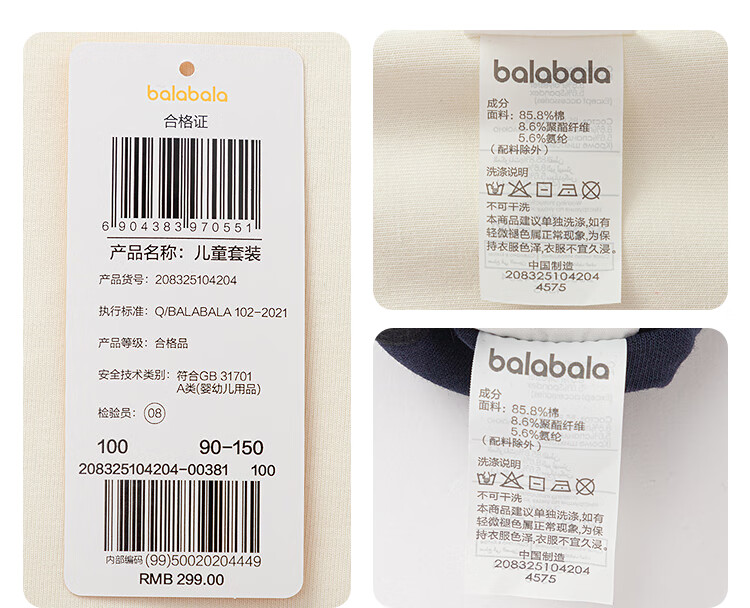 balabala
合格证
6 904383 970551
产品名称：儿童套装
产品货号：208325104204
执行标准：Q/BALABALA 102-2021
产品等级：合格品
安全技术类别：符合GB 31701
A类(婴幼儿用品)
检验员：08
100 90-150
208325104204-00381 100
内部编码 (99)50020204449
RMB 299.00
balabala
成分
面料：85.8%棉
8.6%聚酯纤维
5.6%氨纶
（配料除外）
洗涤说明
不可干洗
本商品建议单独洗涤,如有
轻微褪色属正常现象,为保
持衣服色泽,衣服不宜久浸。
中国制造
208325104204
4575
balabala
成分
面料：85.8%棉
8.6%聚酯纤维
5.6%氨纶
（配料除外）
洗涤说明
不可干洗
本商品建议单独洗涤,如有
轻微褪色属正常现象,为保
持衣服色泽,衣服不宜久浸。
中国制造
208325104204
4575